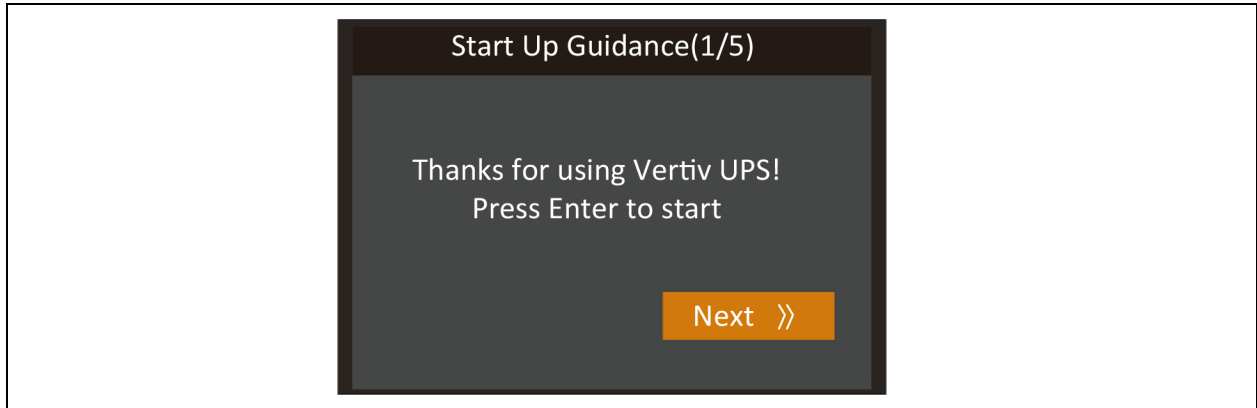 Start Up Guidance(1/5)
Thanks for using Vertiv UPS!
Press Enter to start
Next »